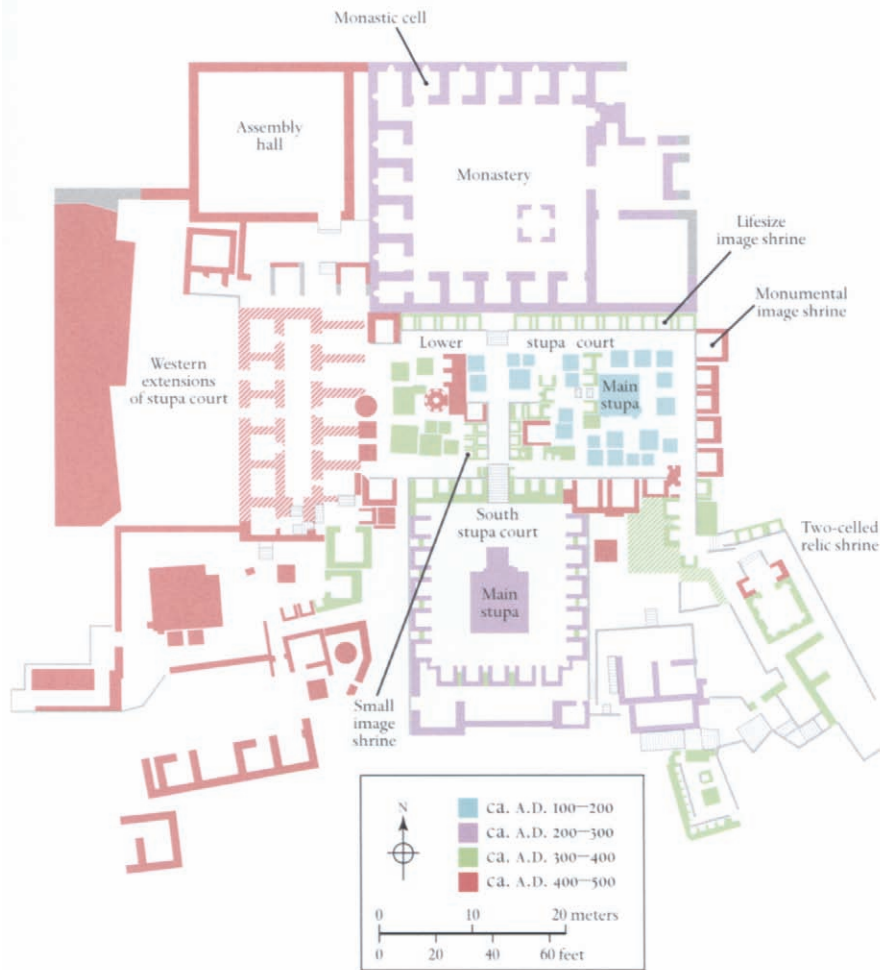 Monastic cell
Assembly
hall
Monastery
Lifesize
image shrine
Monumental
image shrine
Lower stupa court
Western
extensions
of stupa court
Main
stupa
South
stupa court
Two-celled
relic shrine
Main
stupa
Small
image
shrine
N
ca. A.D. 100–200
ca. A.D. 200–300
ca. A.D. 300–400
ca. A.D. 400–500
0 10 20 meters
0 20 40 60 feet